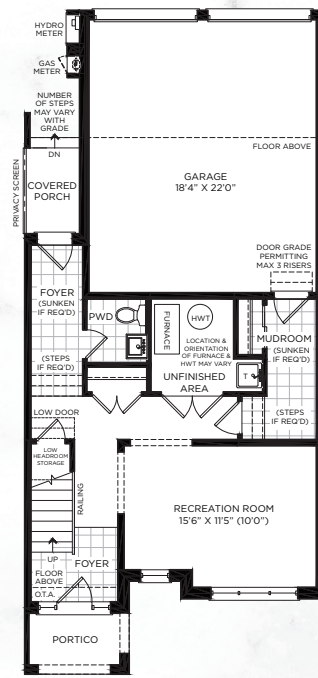 HYDRO
METER
GAS
METER
NUMBER
OF STEPS
MAY VARY
WITH
GRADE
DN
PRIVACY SCREEN
COVERED
PORCH
FLOOR ABOVE
GARAGE
18'4" X 22'0"
DOOR GRADE
PERMITTING
MAX 3 RISERS
FOYER
(SUNKEN
IF REQ'D)
(STEPS
IF REQ'D)
PWD
FURNACE
HWT
LOCATION &
ORIENTATION
OF FURNACE &
HWT MAY VARY
UNFINISHED
AREA
T
MUDROOM
(SUNKEN
IF REQ'D)
(STEPS
IF REQ'D)
LOW DOOR
LOW
HEADROOM
STORAGE
RAILING
RECREATION ROOM
15'6" X 11'5" (10'0")
UP
FLOOR
ABOVE
O.T.A.
FOYER
PORTICO